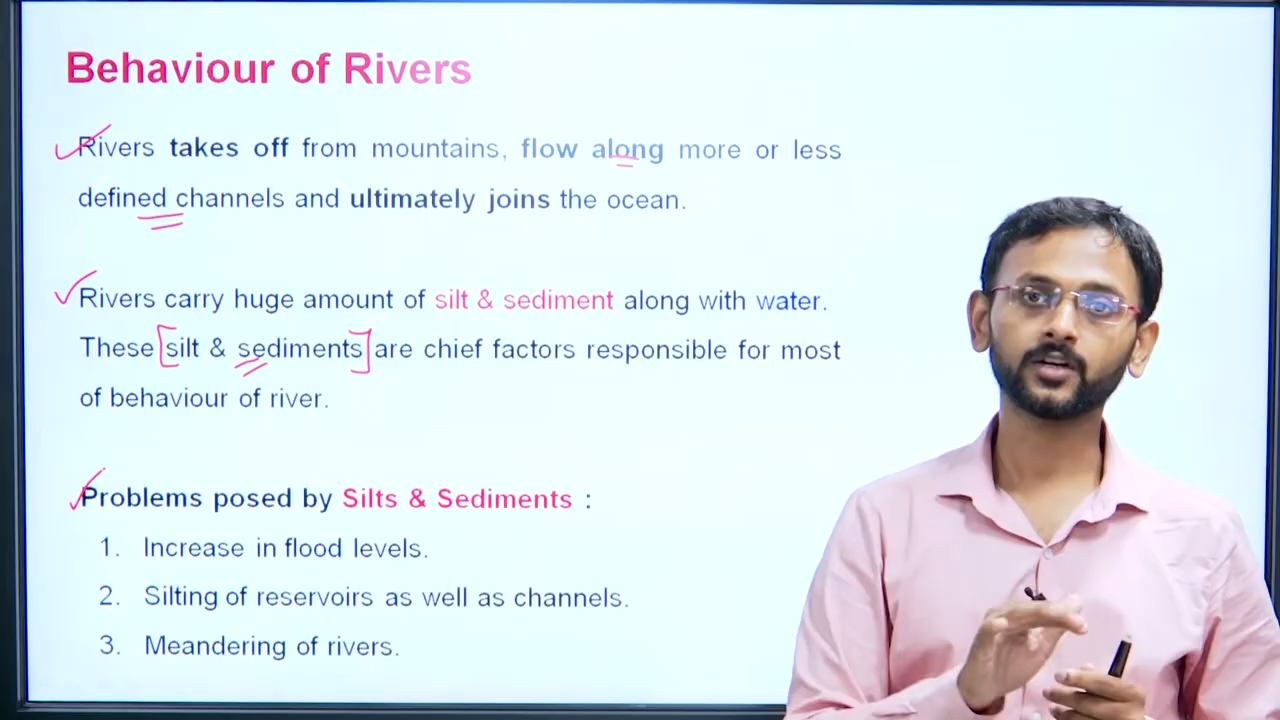 Behaviour of Rivers
Rivers takes off from mountains, flow along more or less
defined channels and ultimately joins the ocean.
Rivers carry huge amount of silt & sediment along with water.
These [silt & sediments] are chief factors responsible for most
of behaviour of river.
Problems posed by Silts & Sediments :
1. Increase in flood levels.
2. Silting of reservoirs as well as channels.
3. Meandering of rivers.